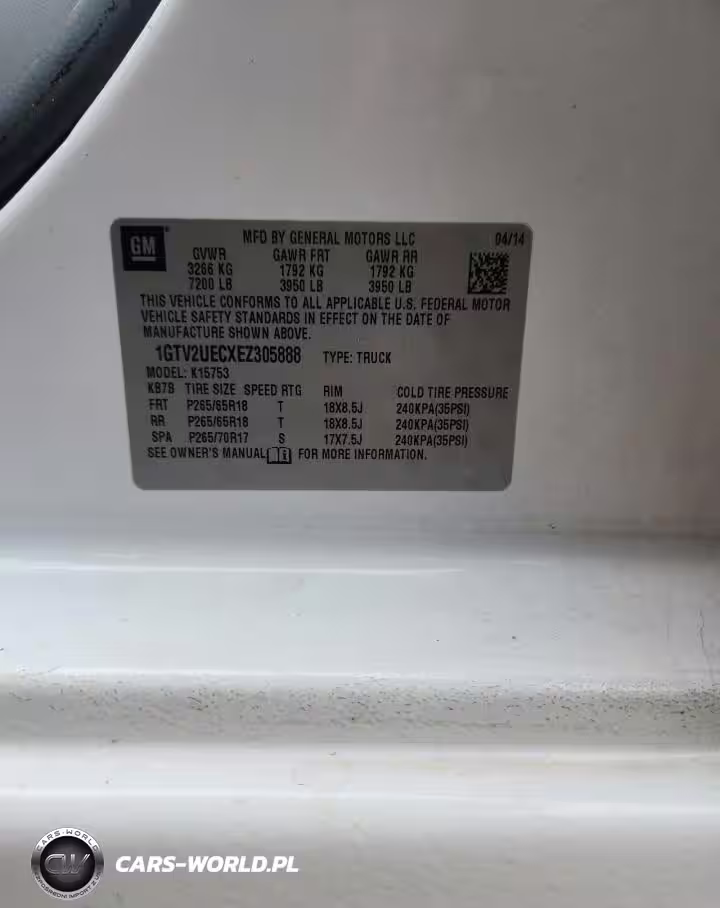 GM
MFD BY GENERAL MOTORS LLC 04/14
GVWR GAWR FRT GAWR RR
3266 KG 1792 KG 1792 KG
7200 LB 3950 LB 3950 LB
THIS VEHICLE CONFORMS TO ALL APPLICABLE U.S. FEDERAL MOTOR
VEHICLE SAFETY STANDARDS IN EFFECT ON THE DATE OF
MANUFACTURE SHOWN ABOVE.
1GTV2UECXEZ305888 TYPE: TRUCK
MODEL: K15753
KB7B TIRE SIZE SPEED RTG RIM COLD TIRE PRESSURE
FRT P265/65R18 T 18X8.5J 240KPA(35PSI)
RR P265/65R18 T 18X8.5J 240KPA(35PSI)
SPA P265/70R17 S 17X7.5J 240KPA(35PSI)
SEE OWNER'S MANUAL FOR MORE INFORMATION.
CARS-WORLD
CW
CARS-WORLD.PL